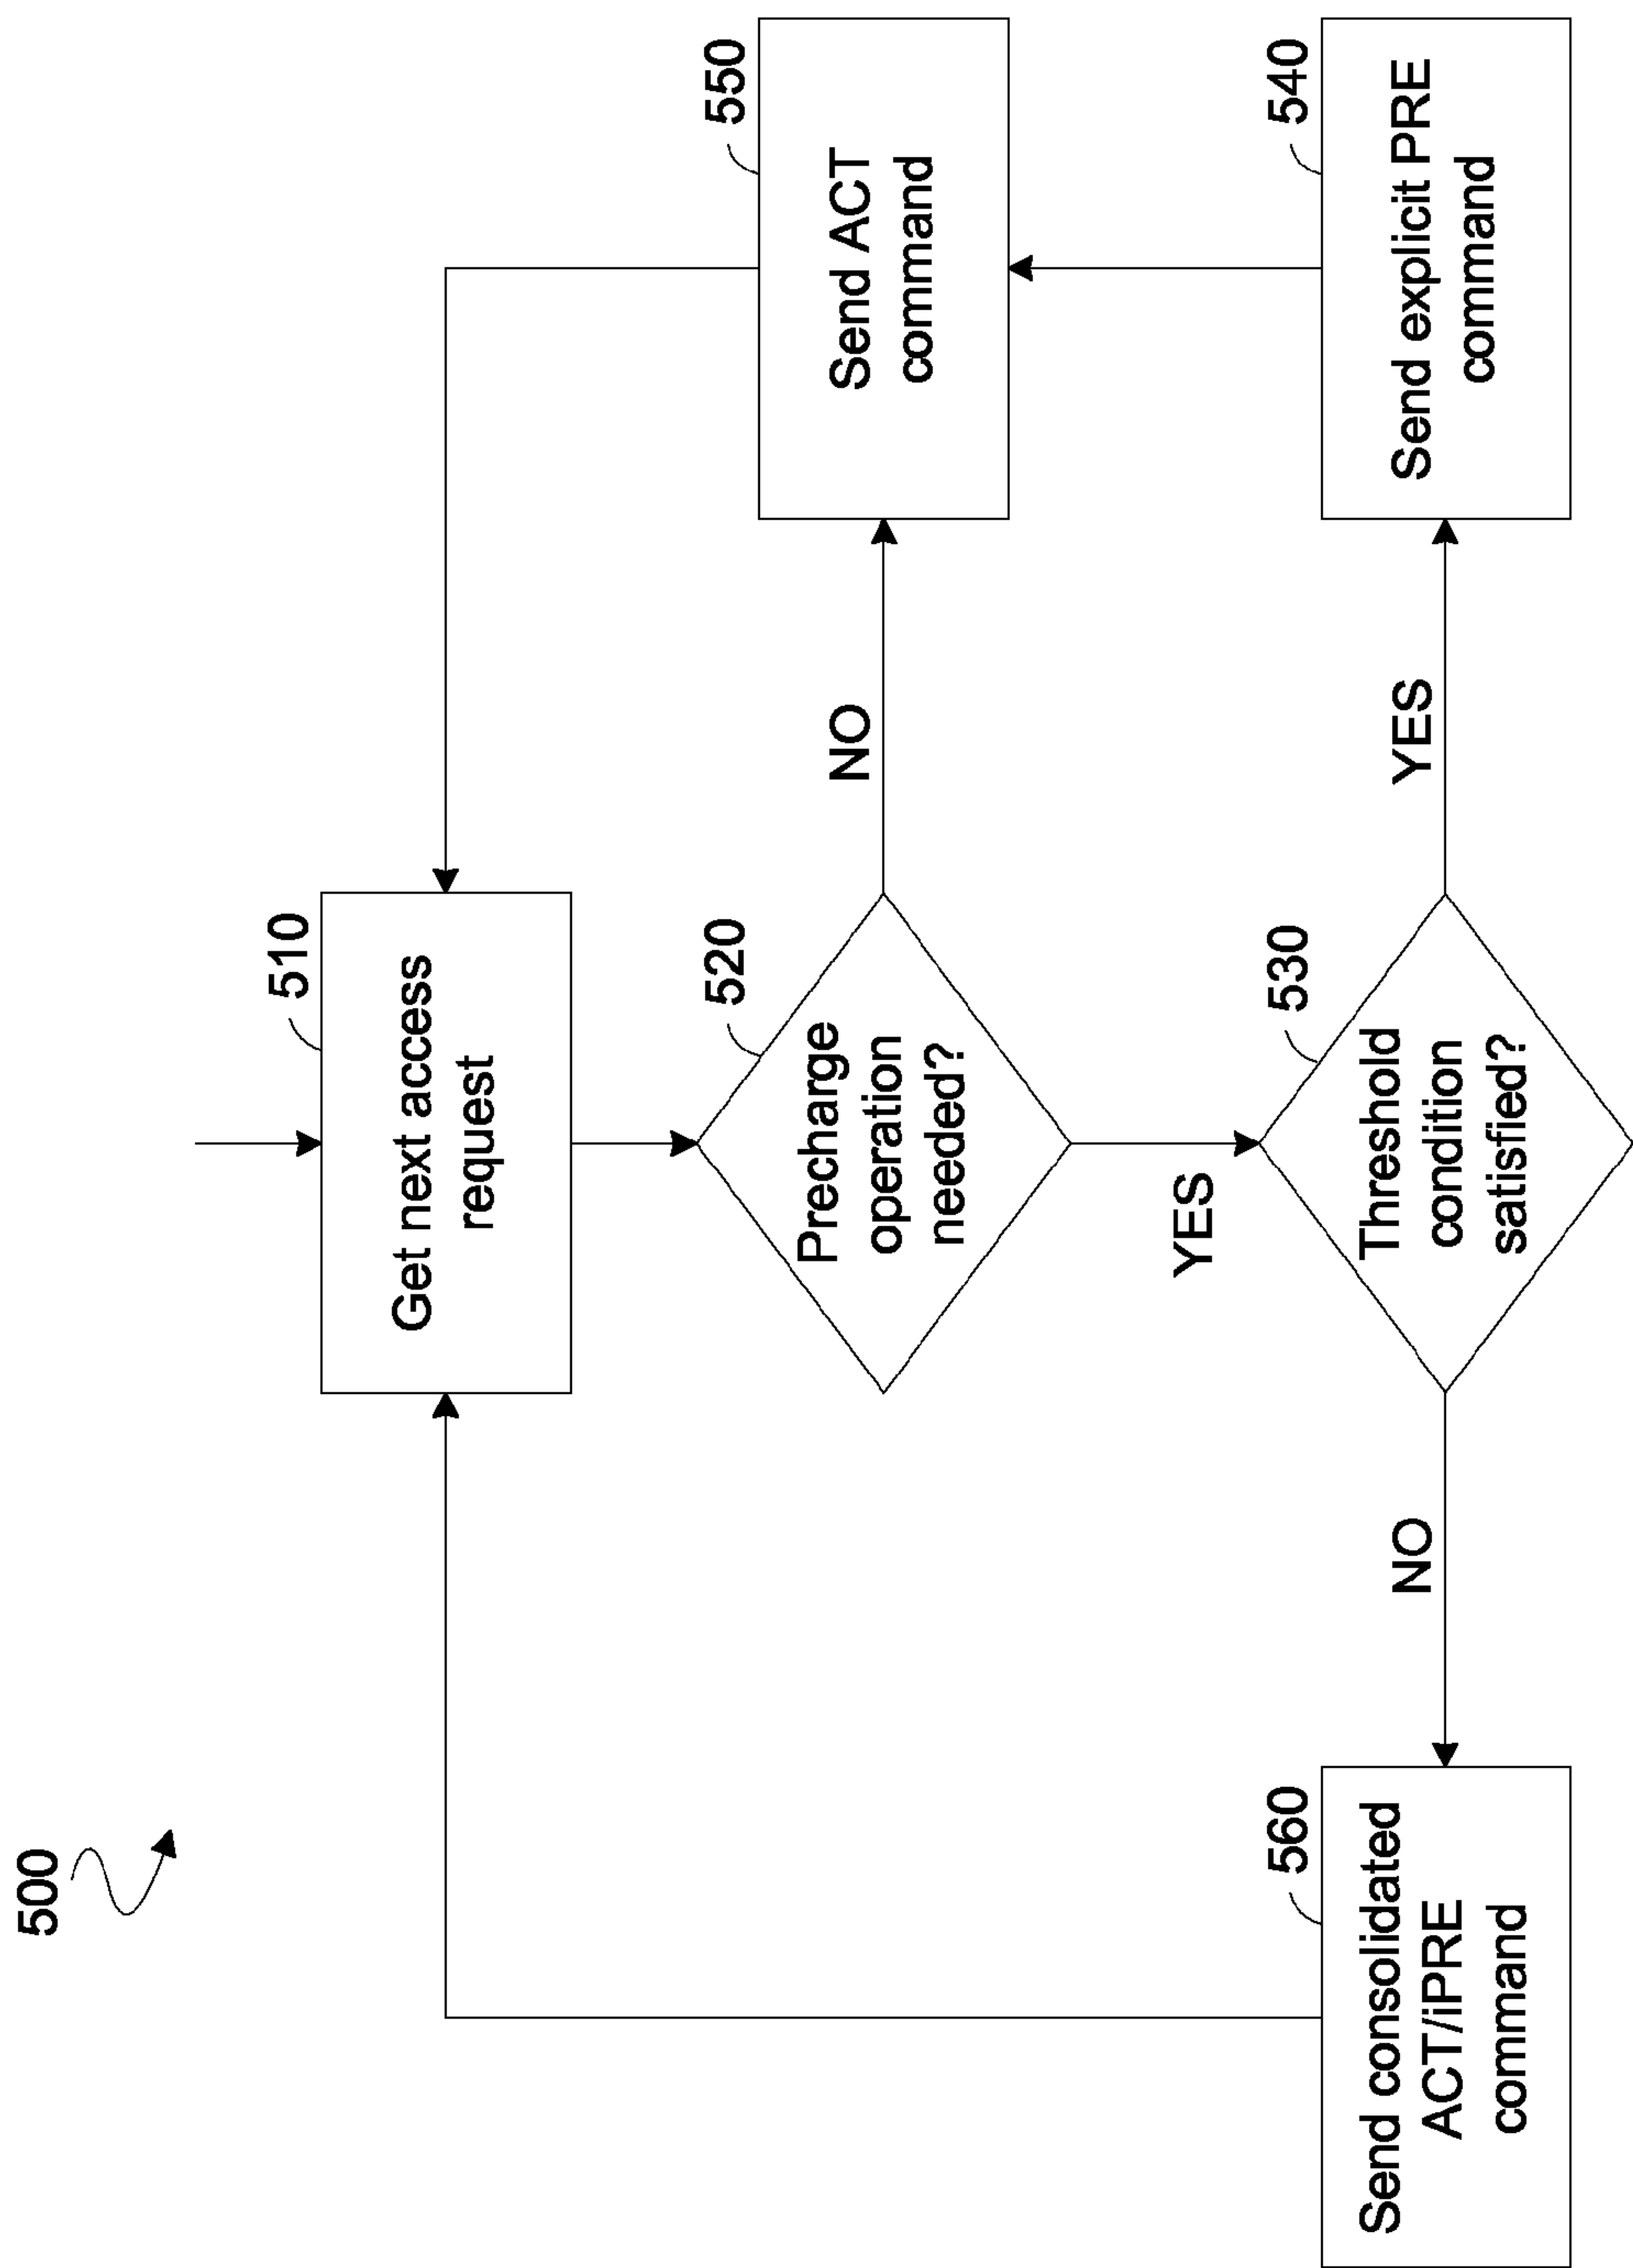 500
510
Get next access
request
520
Precharge
operation
needed?
NO
550
Send ACT
command
YES
530
Threshold
condition
satisfied?
YES
540
Send explicit PRE
command
NO
560
Send consolidated
ACT/iPRE
command